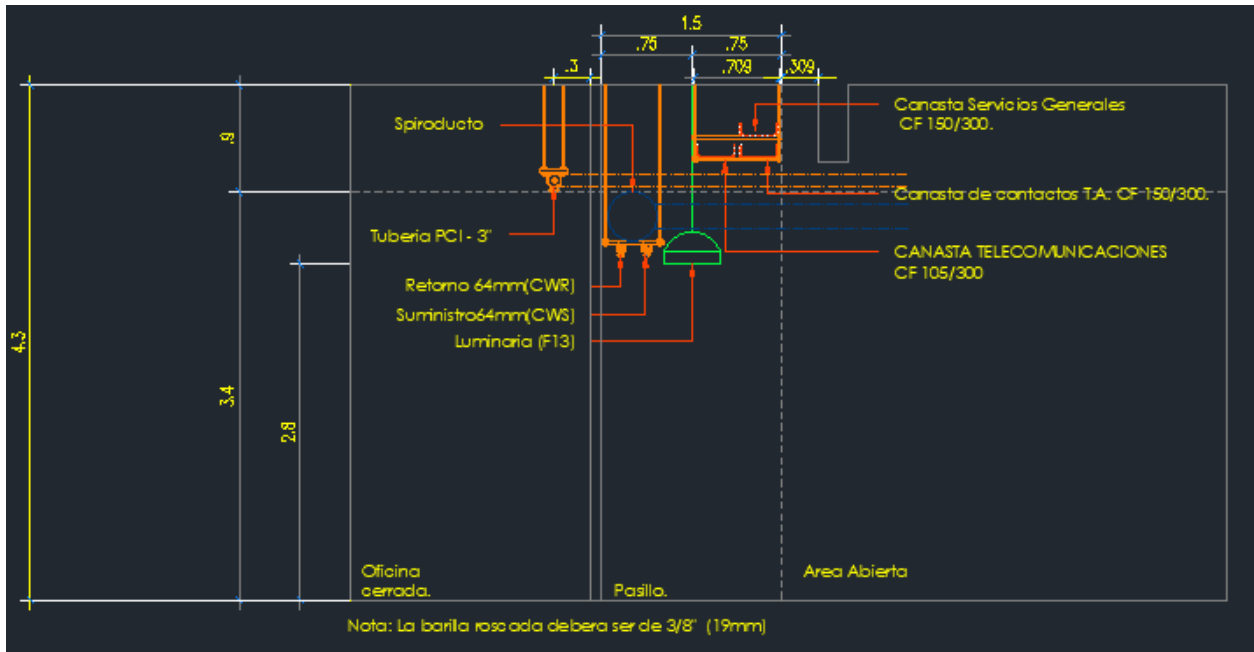 1.5
.75
.75
.3
.709
.309
Canasta Servicios Generales
CF 150/300.
Spiroducto
.9
Canasta de contactos T.A. CF 150/300.
Tuberia PCI - 3"
CANASTA TELECOMUNICACIONES
CF 105/300
Retorno 64mm(CWR)
Suministro64mm(CWS)
Luminaria (F13)
4.3
3.4
2.8
Oficina
cerrada.
Pasillo.
Area Abierta
Nota: La barilla roscada debera ser de 3/8" (19mm)